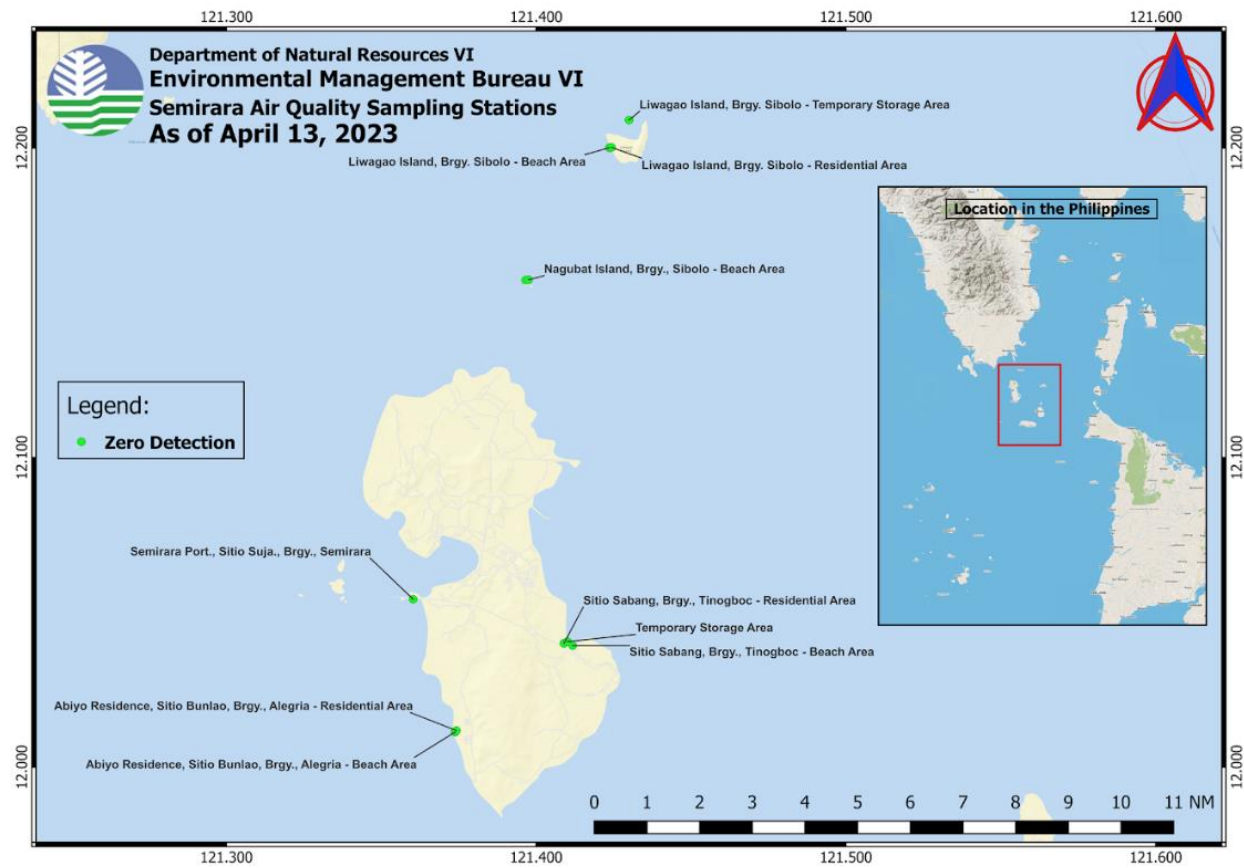 121.300 121.400 121.500 121.600
Department of Natural Resources VI
Environmental Management Bureau VI
Semirara Air Quality Sampling Stations
As of April 13, 2023
Liwagao Island, Brgy. Sibolo - Temporary Storage Area
12.200 12.200
Liwagao Island, Brgy. Sibolo - Beach Area
Liwagao Island, Brgy. Sibolo - Residential Area
Location in the Philippines
Nagubat Island, Brgy., Sibolo - Beach Area
Legend:
Zero Detection
12.100 12.100
Semirara Port., Sitio Suja., Brgy., Semirara
Sitio Sabang, Brgy., Tinogboc - Residential Area
Temporary Storage Area
Sitio Sabang, Brgy., Tinogboc - Beach Area
Abiyo Residence, Sitio Bunlao, Brgy., Alegria - Residential Area
Abiyo Residence, Sitio Bunlao, Brgy., Alegria - Beach Area
12.000 12.000
0 1 2 3 4 5 6 7 8 9 10 11 NM
121.300 121.400 121.500 121.600